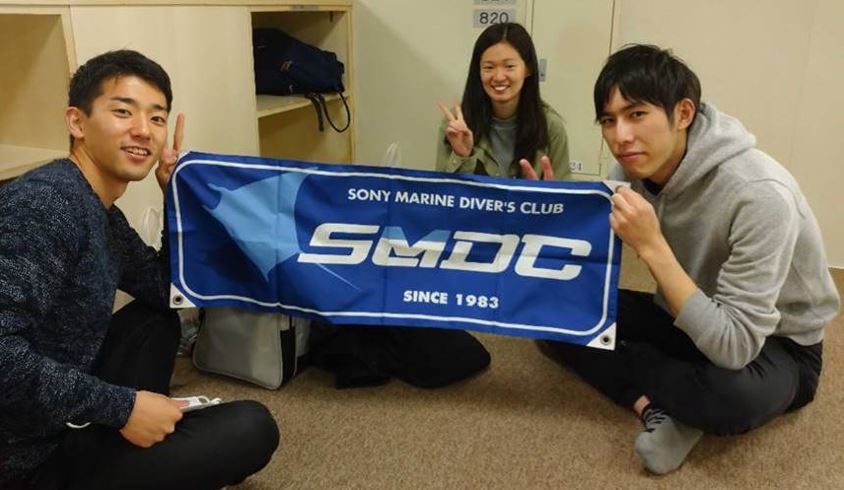 820
SONY MARINE DIVER'S CLUB
SMDC
SINCE 1983